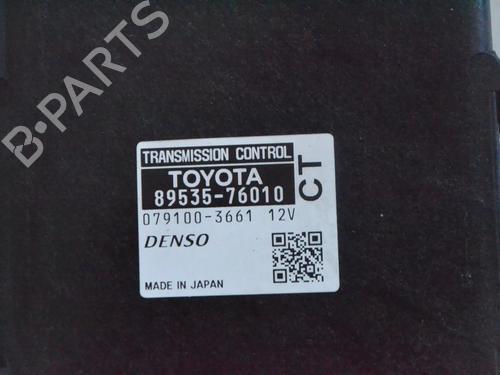 B-PARTS
TRANSMISSION CONTROL
TOYOTA
89535-76010
CT
079100-3661 12V
DENSO
MADE IN JAPAN